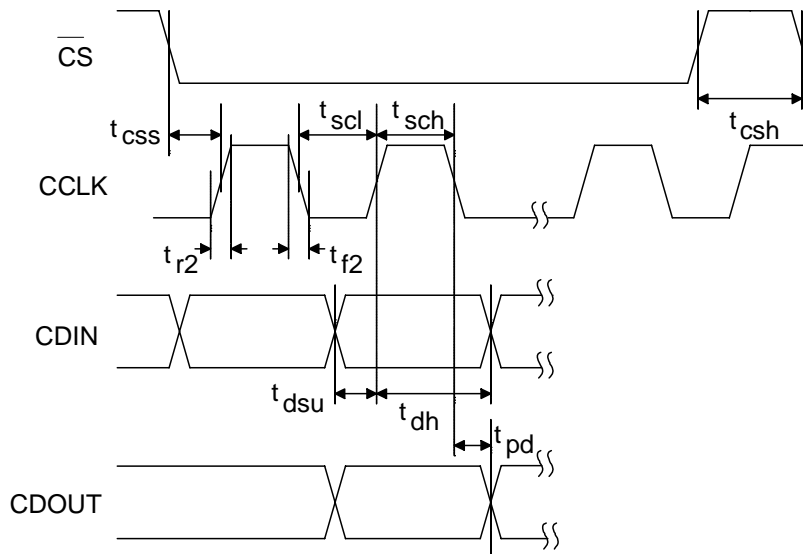 CS
t css
t scl
t sch
t csh
CCLK
t r2
t f2
CDIN
t dsu
t dh
t pd
CDOUT